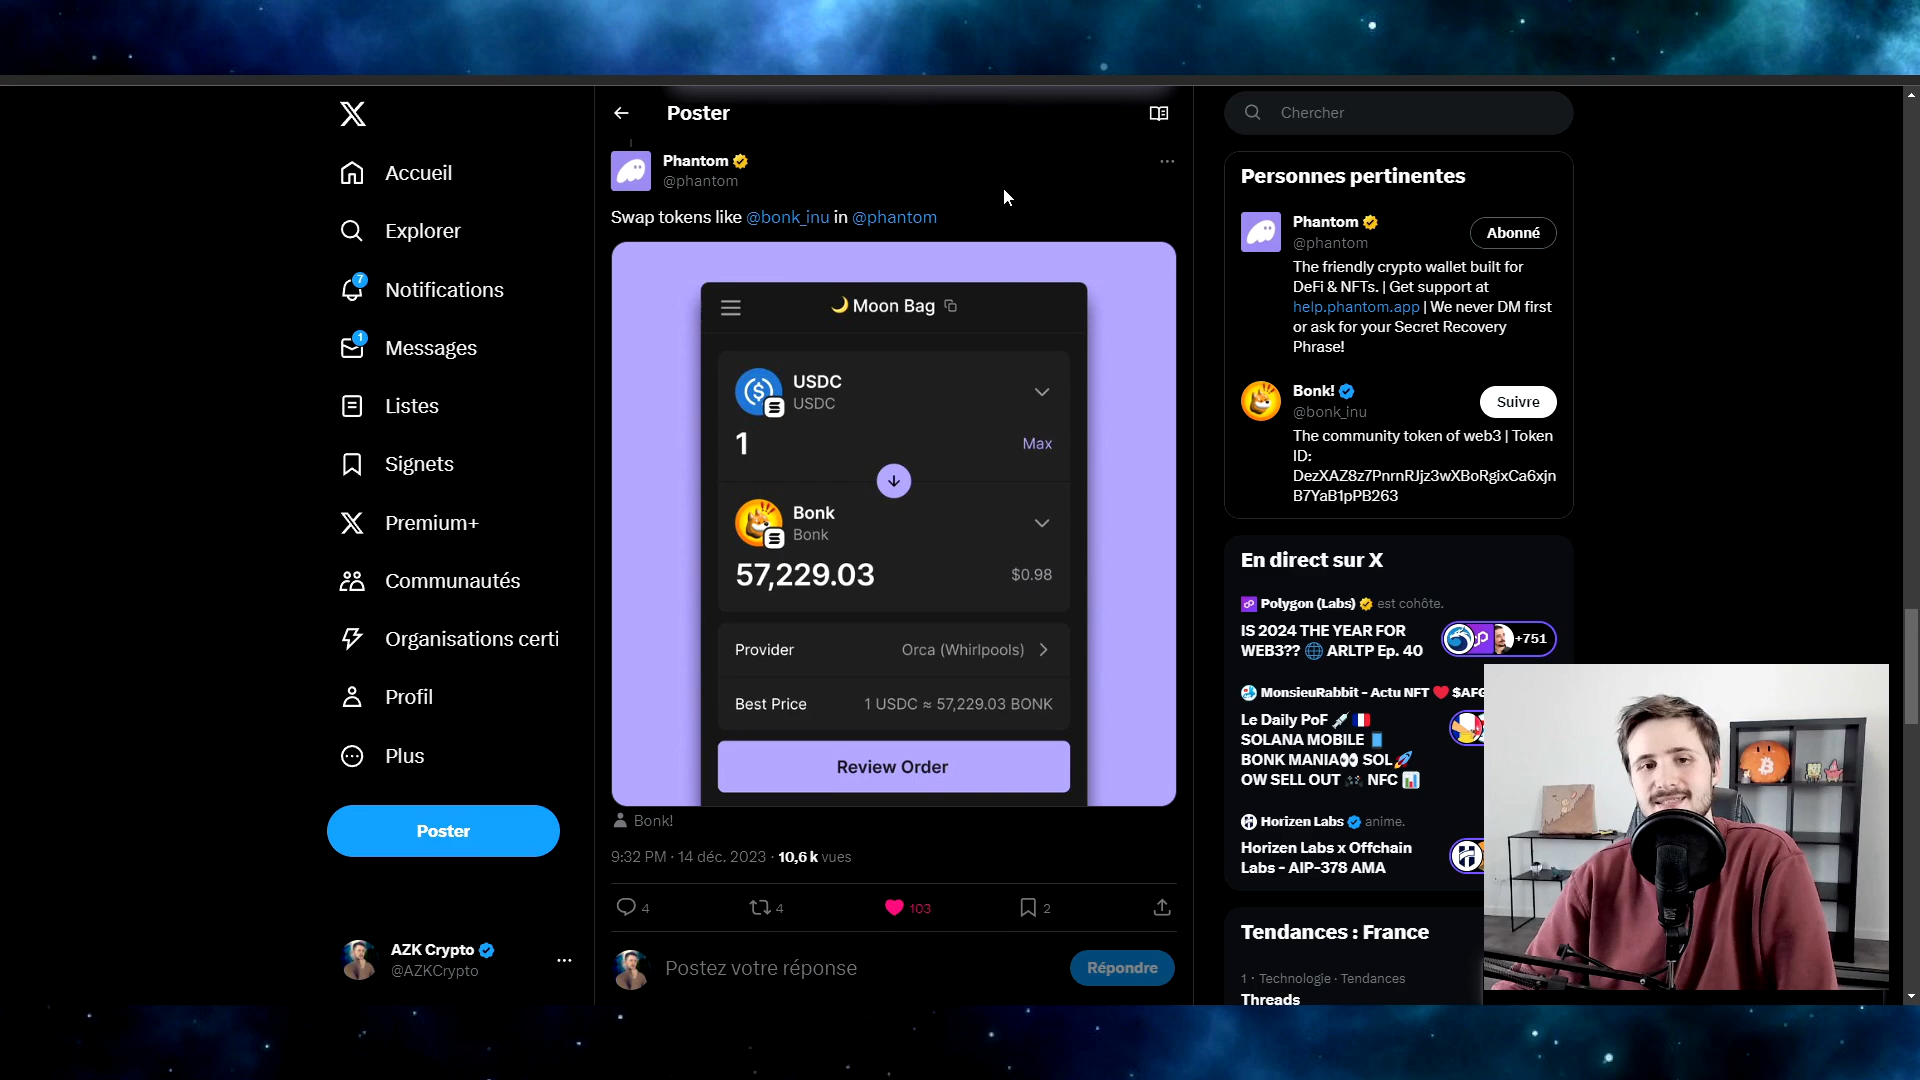 Accueil
Explorer
7
Notifications
1
Messages
Listes
Signets
Premium+
Communautés
Organisations certi
Profil
Plus
Poster
AZK Crypto
@AZKCrypto
Poster
Phantom
@phantom
Swap tokens like @bonk_inu in @phantom
Moon Bag
USDC
USDC
1
Max
Bonk
Bonk
57,229.03
$0.98
Provider
Orca (Whirlpools)
Best Price
1 USDC ≈ 57,229.03 BONK
Review Order
Bonk!
9:32 PM · 14 déc. 2023 · 10,6 k vues
4
4
103
2
Postez votre réponse
Répondre
Chercher
Personnes pertinentes
Phantom
@phantom
Abonné
The friendly crypto wallet built for
DeFi & NFTs. | Get support at
help.phantom.app | We never DM first
or ask for your Secret Recovery
Phrase!
Bonk!
@bonk_inu
Suivre
The community token of web3 | Token
ID:
DezXAZ8z7PnrnRJjz3wXBoRgixCa6xjn
B7YaB1pPB263
En direct sur X
Polygon (Labs) est cohôte.
IS 2024 THE YEAR FOR
WEB3?? 🌐 ARLTP Ep. 40
+751
MonsieurRabbit - Actu NFT ❤️ $AFG
Le Daily PoF 💉 🇫🇷
SOLANA MOBILE 📱
BONK MANIA👀 SOL🚀
OW SELL OUT 🎮 NFC 📊
Horizen Labs anime.
Horizen Labs x Offchain
Labs - AIP-378 AMA
Tendances : France
1 · Technologie · Tendances
Threads